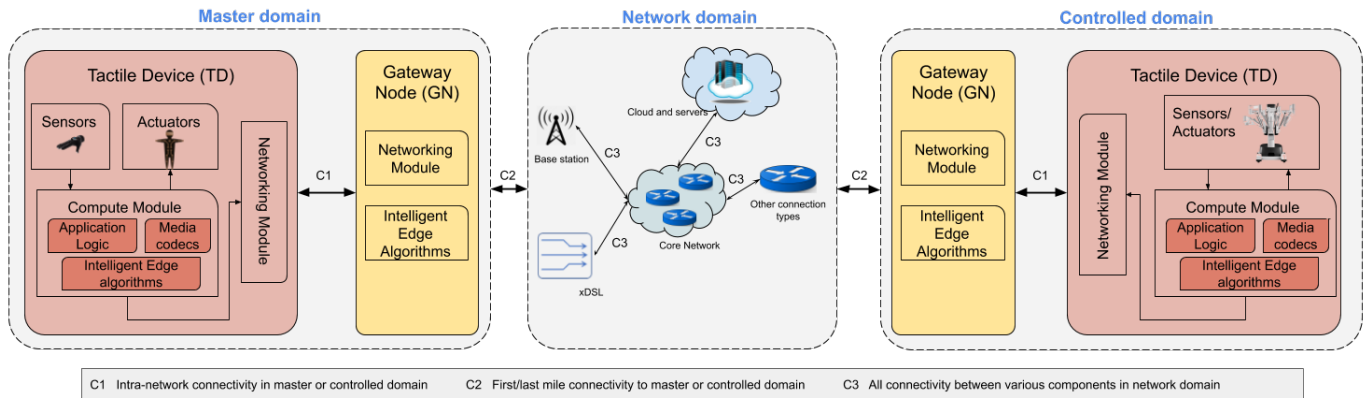 Master domain
Tactile Device (TD)
Sensors
Actuators
Networking Module
Compute Module
Application
Logic
Media
codecs
Intelligent Edge
algorithms
C1
Gateway
Node (GN)
Networking
Module
Intelligent
Edge
Algorithms
C2
Network domain
Cloud and servers
Base station
C3
C3
C3
C3
Core Network
Other connection
types
xDSL
C2
Controlled domain
Gateway
Node (GN)
Networking
Module
Intelligent
Edge
Algorithms
C1
Tactile Device (TD)
Sensors/
Actuators
Networking Module
Compute Module
Application
Logic
Media
codecs
Intelligent Edge
algorithms
C1 Intra-network connectivity in master or controlled domain
C2 First/last mile connectivity to master or controlled domain
C3 All connectivity between various components in network domain